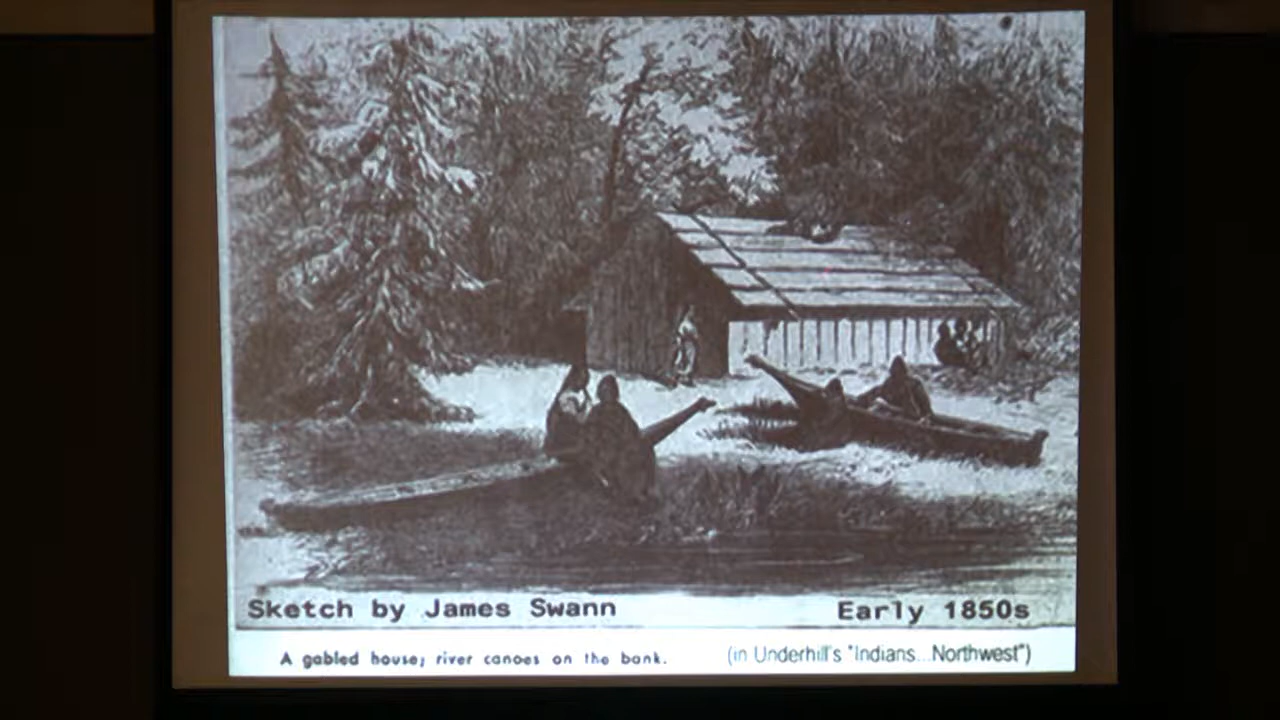 Sketch by James Swann Early 1850s
A gabled house; river canoes on the bank. (in Underhill's "Indians...Northwest")